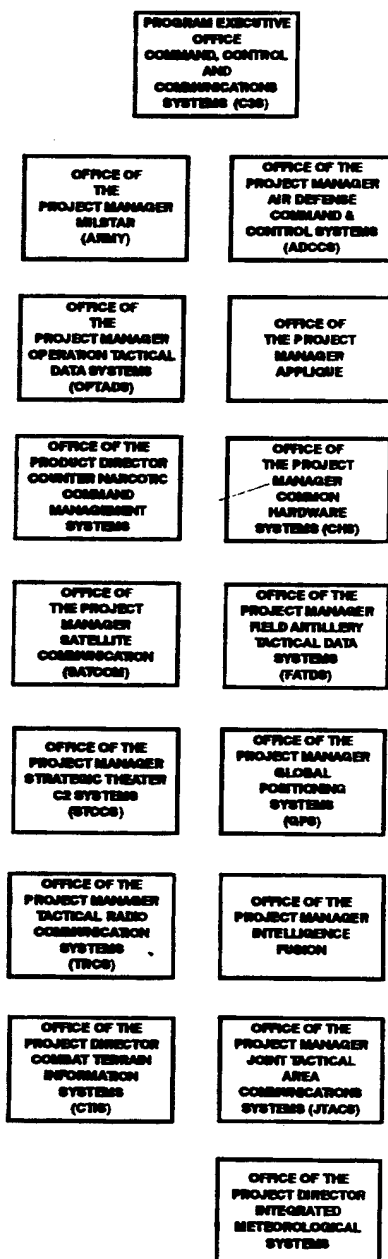 PROGRAM EXECUTIVE
OFFICE
COMMAND, CONTROL
AND
COMMUNICATIONS
SYSTEMS (C3S)
OFFICE OF
THE
PROJECT MANAGER
MILSTAR
(ARMY)
OFFICE OF THE
PROJECT MANAGER
AIR DEFENSE
COMMAND &
CONTROL SYSTEMS
(ADCCS)
OFFICE OF
THE
PROJECT MANAGER
OPERATION TACTICAL
DATA SYSTEMS
(OPTADS)
OFFICE OF
THE PROJECT
MANAGER
APPLIQUE
OFFICE OF THE
PRODUCT DIRECTOR
COUNTER NARCOTIC
COMMAND
MANAGEMENT
SYSTEMS
OFFICE OF
THE PROJECT
MANAGER
COMMON
HARDWARE
SYSTEMS (CHS)
OFFICE OF
THE PROJECT
MANAGER
SATELLITE
COMMUNICATION
(SATCOM)
OFFICE OF THE
PROJECT MANAGER
FIELD ARTILLERY
TACTICAL DATA
SYSTEMS
(FATDS)
OFFICE OF THE
PROJECT MANAGER
STRATEGIC THEATER
C2 SYSTEMS
(STCCS)
OFFICE OF THE
PROJECT MANAGER
GLOBAL
POSITIONING
SYSTEMS
(GPS)
OFFICE OF THE
PROJECT MANAGER
TACTICAL RADIO
COMMUNICATION
SYSTEMS
(TRCS)
OFFICE OF
THE
PROJECT MANAGER
INTELLIGENCE
FUSION
OFFICE OF THE
PROJECT DIRECTOR
COMBAT TERRAIN
INFORMATION
SYSTEMS
(CTIS)
OFFICE OF THE
PROJECT MANAGER
JOINT TACTICAL
AREA
COMMUNICATIONS
SYSTEMS (JTACS)
OFFICE OF THE
PROJECT DIRECTOR
INTEGRATED
METEOROLOGICAL
SYSTEMS